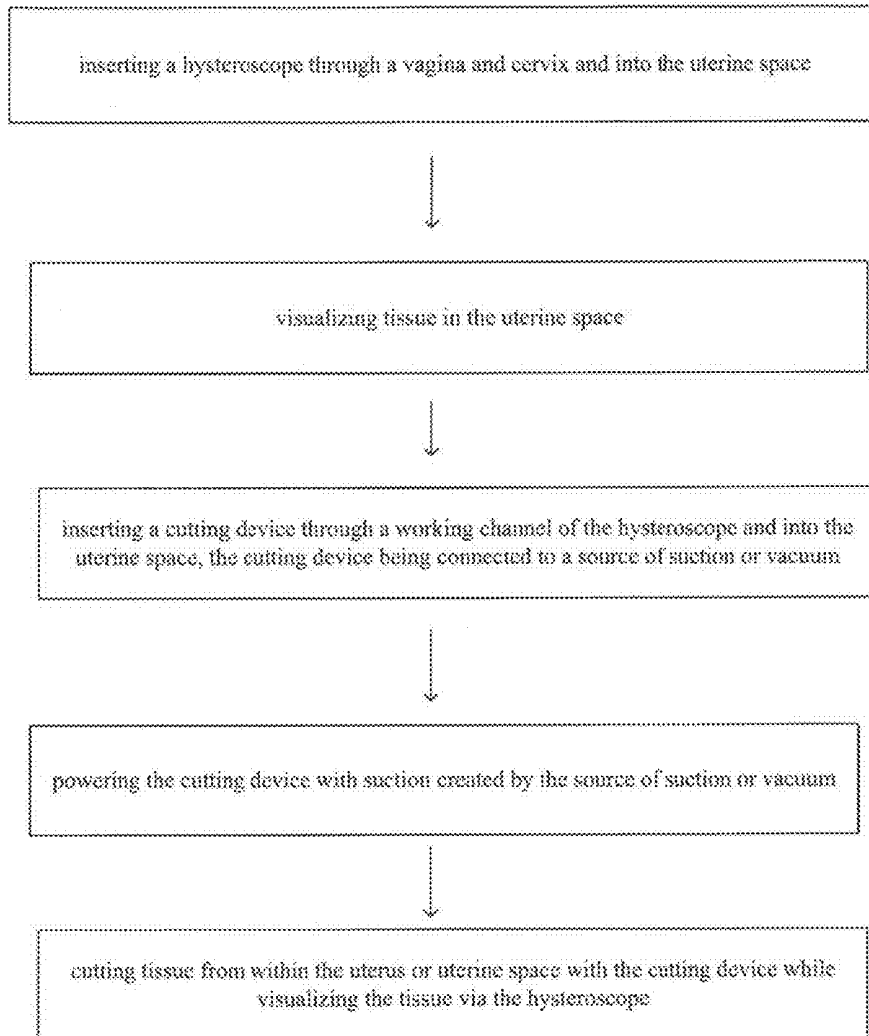 inserting a hysteroscope through a vagina and cervix and into the uterine space
visualizing tissue in the uterine space
inserting a cutting device through a working channel of the hysteroscope and into the
uterine space, the cutting device being connected to a source of suction or vacuum
powering the cutting device with suction created by the source of suction or vacuum
cutting tissue from within the uterus or uterine space with the cutting device while
visualizing the tissue via the hysteroscope